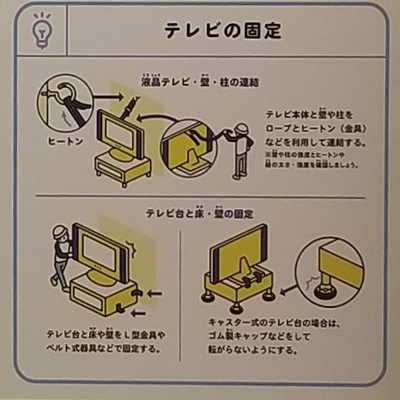 テレビの固定
液晶テレビ・壁・柱の連結
ヒートン
テレビ本体と壁や柱を
ロープとヒートン（金具）
などを利用して連結する。
※壁や柱の強度とヒートンや
紐の太さ・強度を確認しましょう。
テレビ台と床・壁の固定
テレビ台と床や壁をL型金具や
ベルト式器具などで固定する。
キャスター式のテレビ台の場合は、
ゴム製キャップなどをして
転がらないようにする。